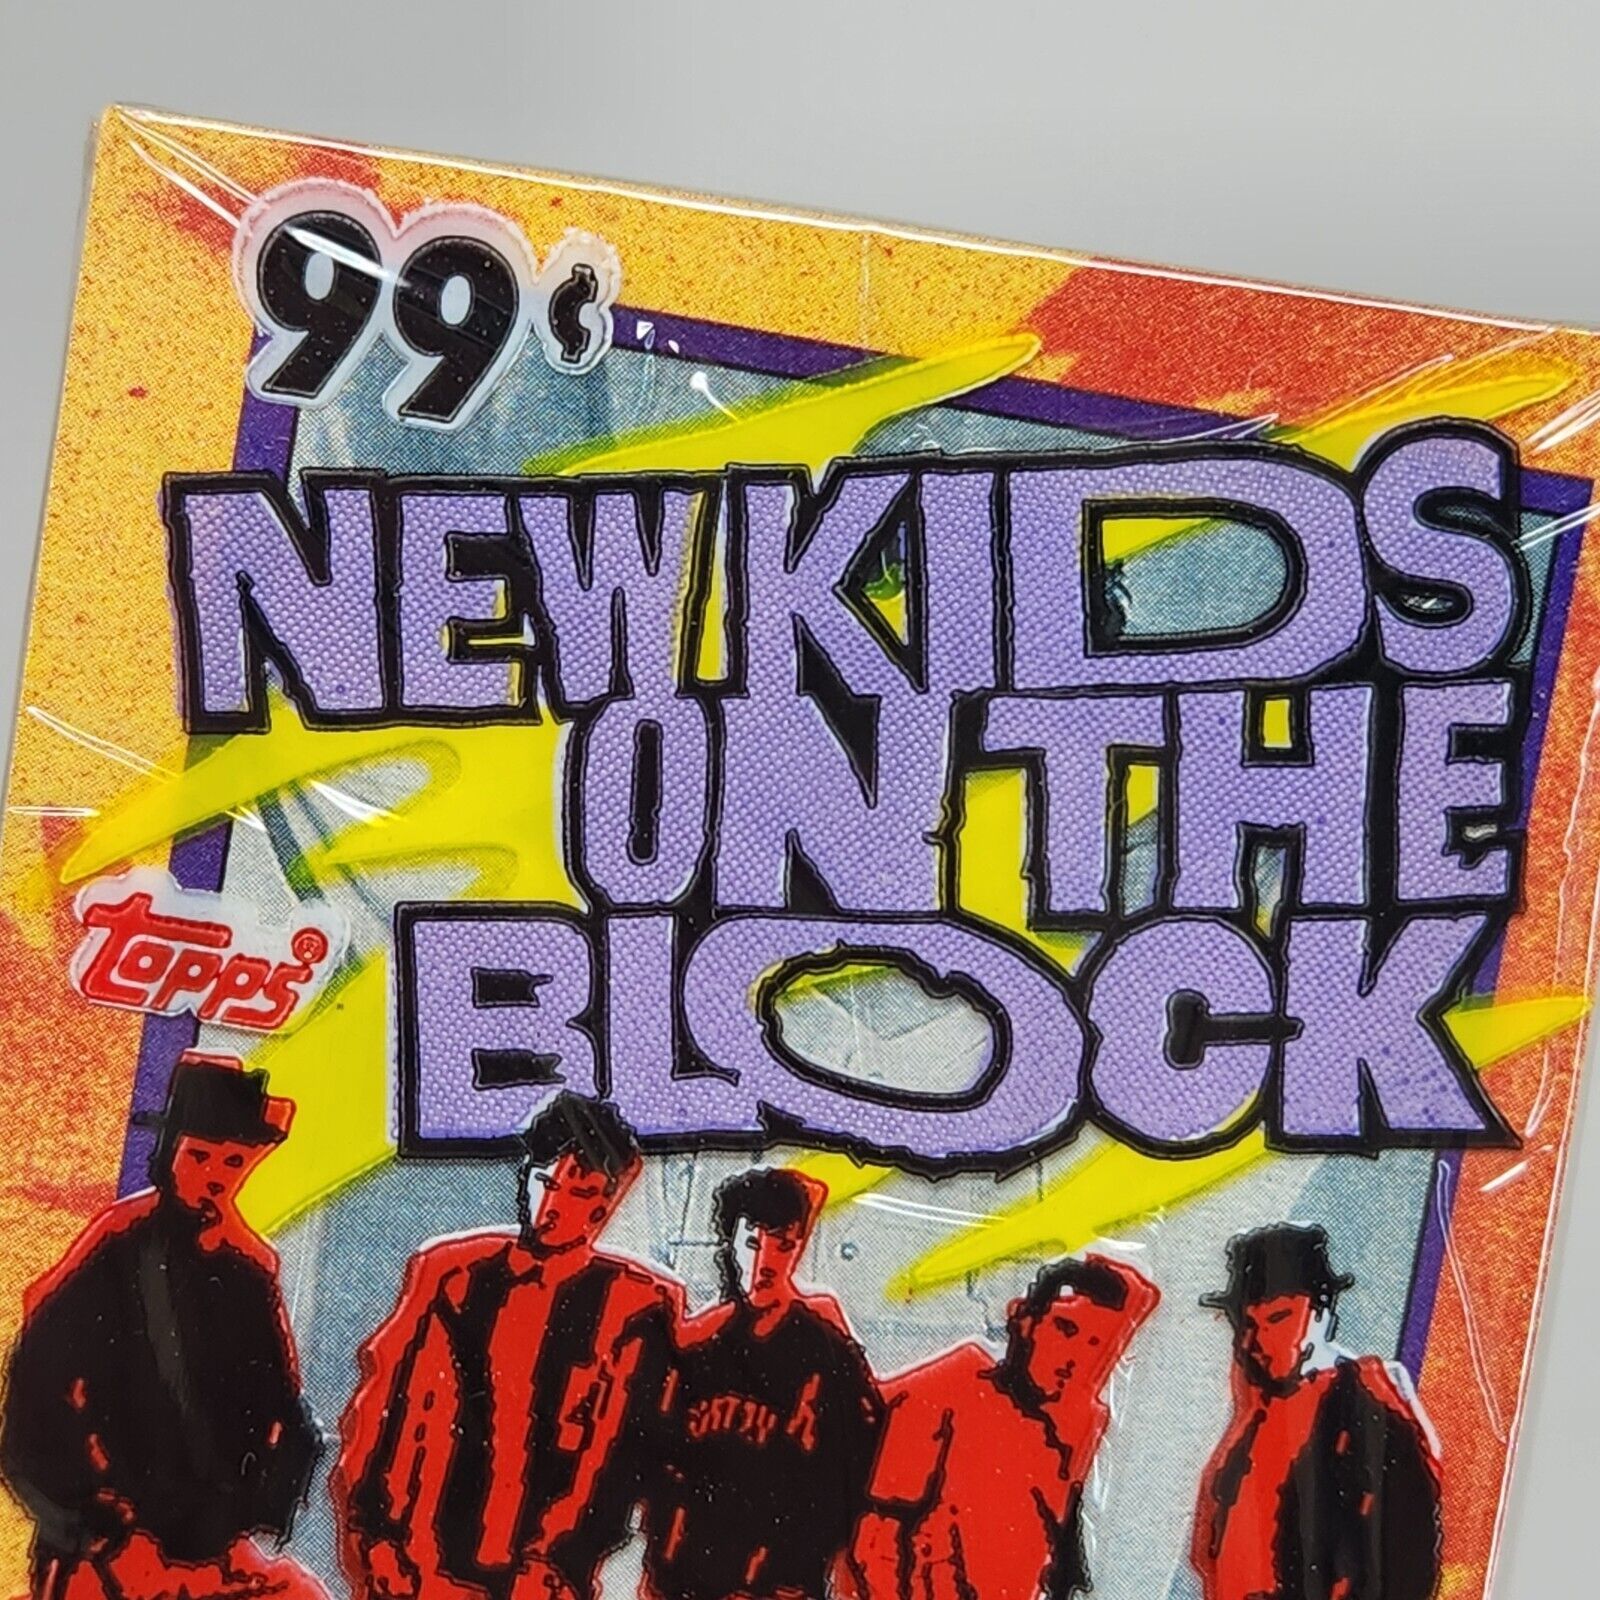 99¢
NEW KIDS
ON THE
BLOCK
topps®